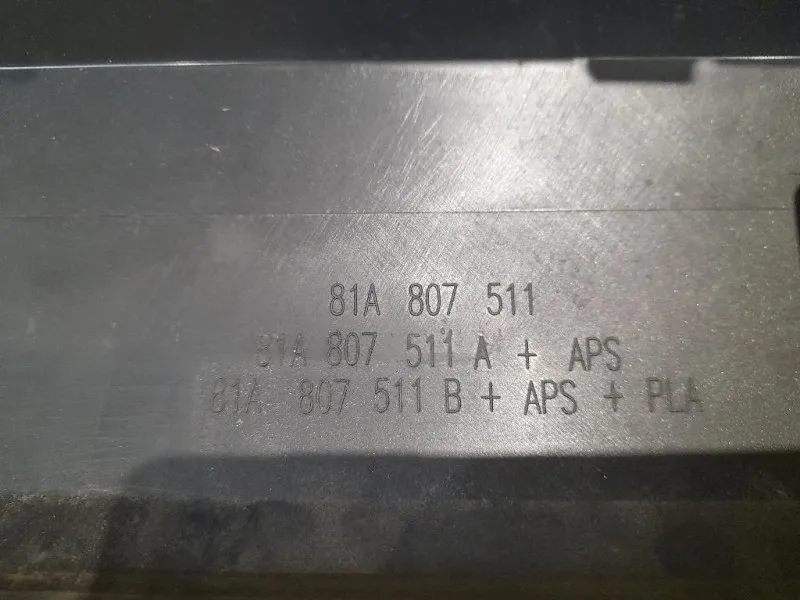 81A 807 511
81A 807 511 A + APS
81A 807 511 B + APS + PLA